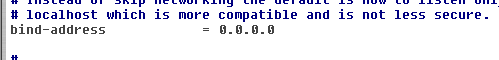 # Instead of skip networking the default is now to listen only
# localhost which is more compatible and is not less secure.
bind-address = 0.0.0.0
#